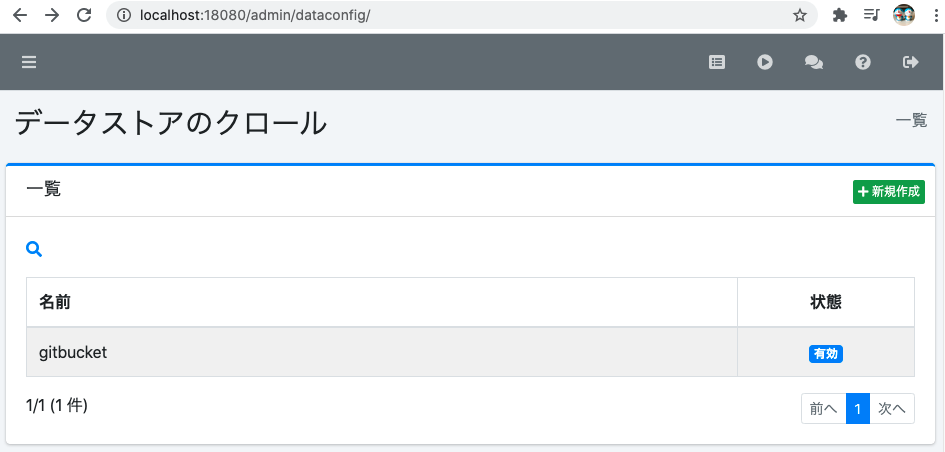 localhost:18080/admin/dataconfig/
データストアのクロール
一覧
一覧
新規作成
名前 状態
gitbucket 有効
1/1 (1 件) 前へ 1 次へ